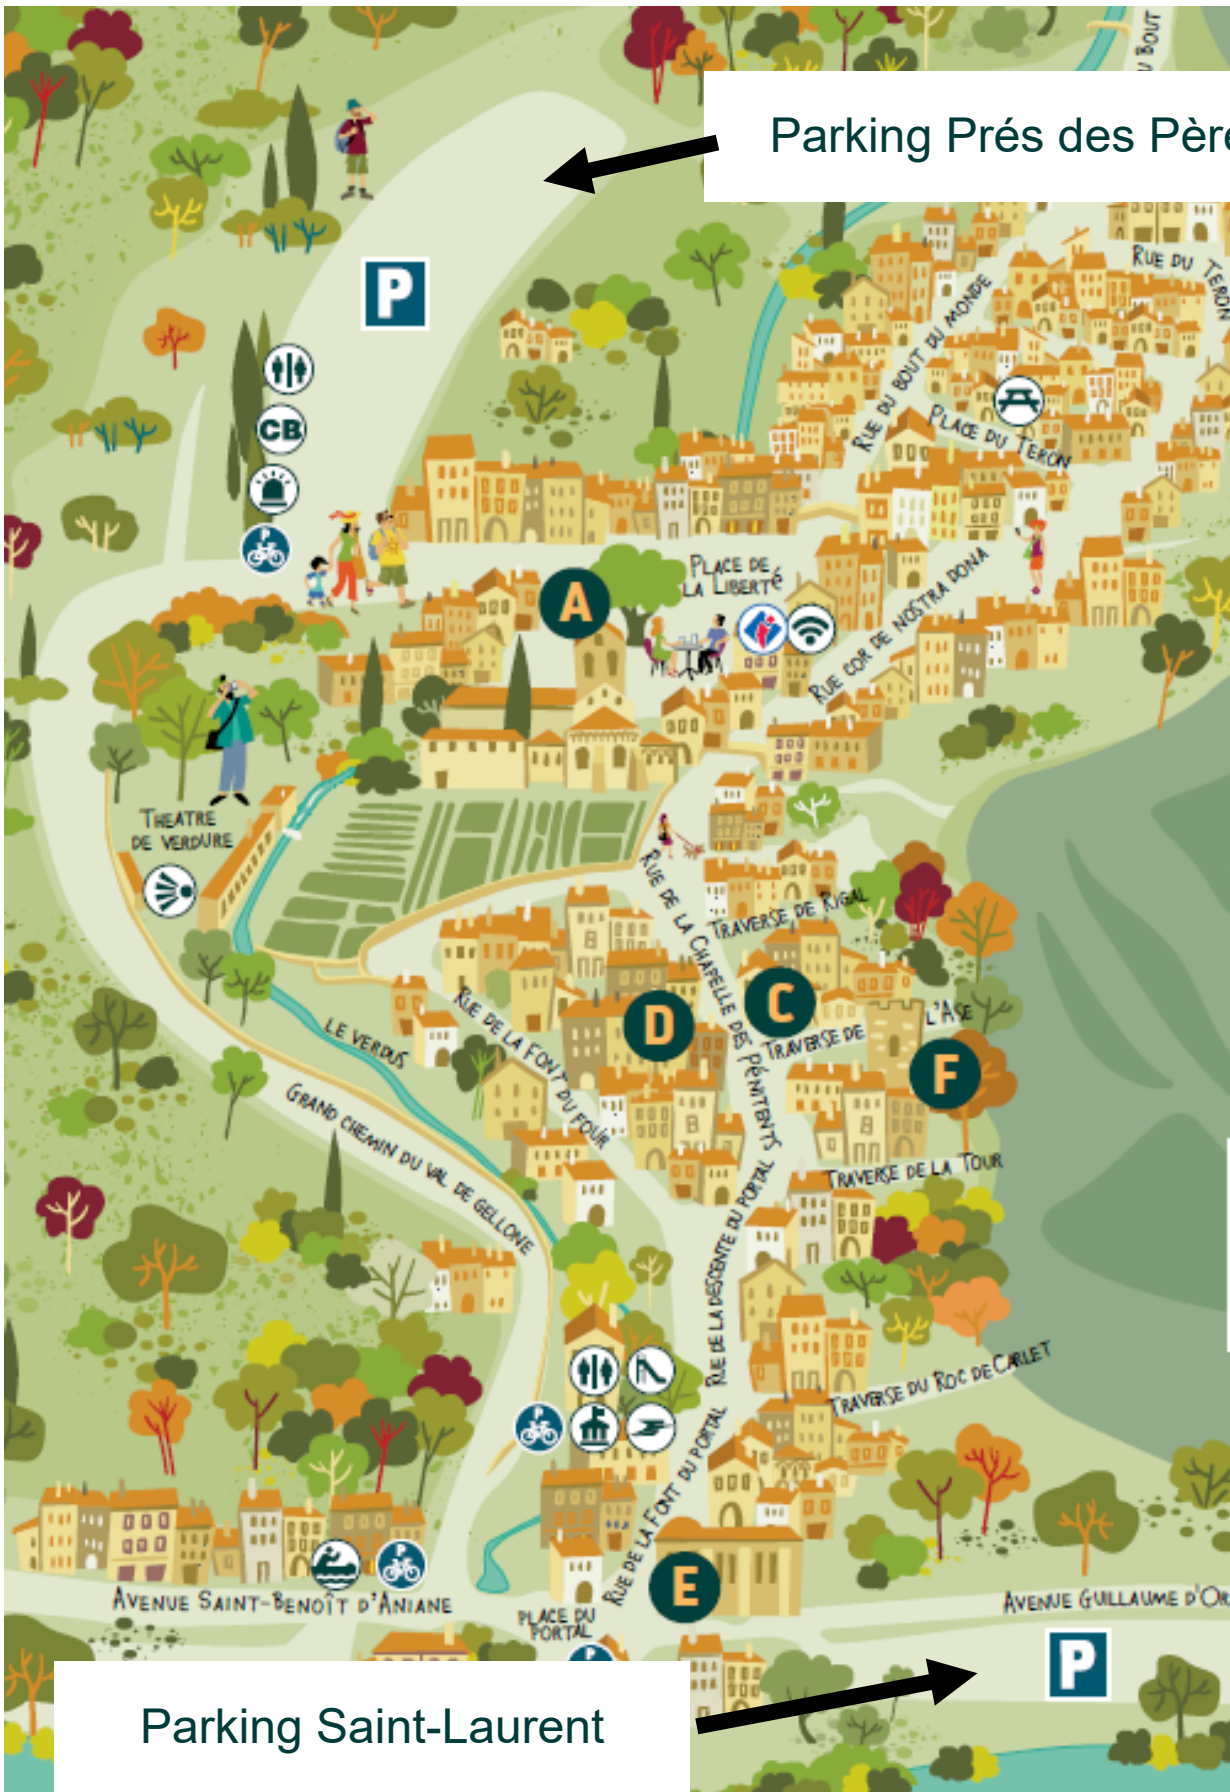 U BOUT
Parking Prés des Père
P
RUE DU TERON
RUE DU BOUT DU MONDE
PLACE DU TERON
CB
P
A
PLACE DE
LA LIBERTÉ
RUE COR DE NOSTRA DONA
THEATRE
DE VERDURE
RUE DE LA CHAPELLE DES PÉNITENTS
TRAVERSE DE RIGAL
C
D
RUE DE LA FONT DU FOUR
LE VERDUS
TRAVERSE DE L'ASE
F
GRAND CHEMIN DU VAL DE GELLONE
TRAVERSE DE LA TOUR
RUE DE LA DESCENTE DU PORTAL
TRAVERSE DU ROC DE CARLET
P
RUE DE LA FONT DU PORTAL
P
E
AVENUE SAINT-BENOÎT D'ANIANE
PLACE DU
PORTAL
AVENUE GUILLAUME D'OR
P
P
Parking Saint-Laurent